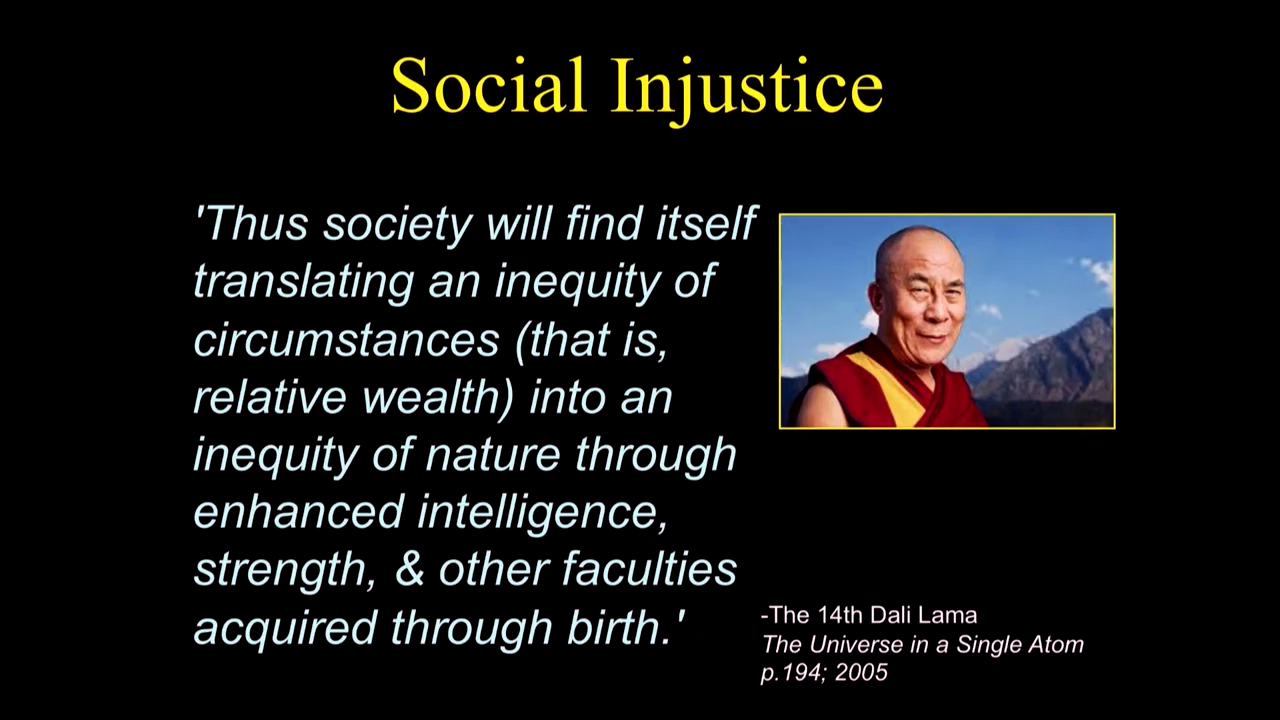 Social Injustice
'Thus society will find itself
translating an inequity of
circumstances (that is,
relative wealth) into an
inequity of nature through
enhanced intelligence,
strength, & other faculties
acquired through birth.'
-The 14th Dali Lama
The Universe in a Single Atom
p.194; 2005